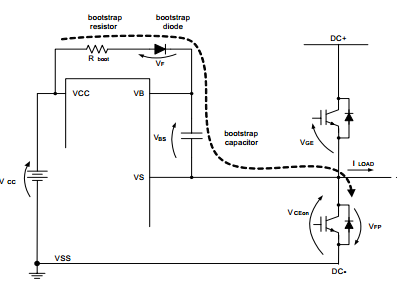 bootstrap resistor
bootstrap diode
DC+
R boot
VF
VCC
VB
VBS
bootstrap capacitor
VGE
I LOAD
V cc
VS
V CEon
VFP
VSS
DC-